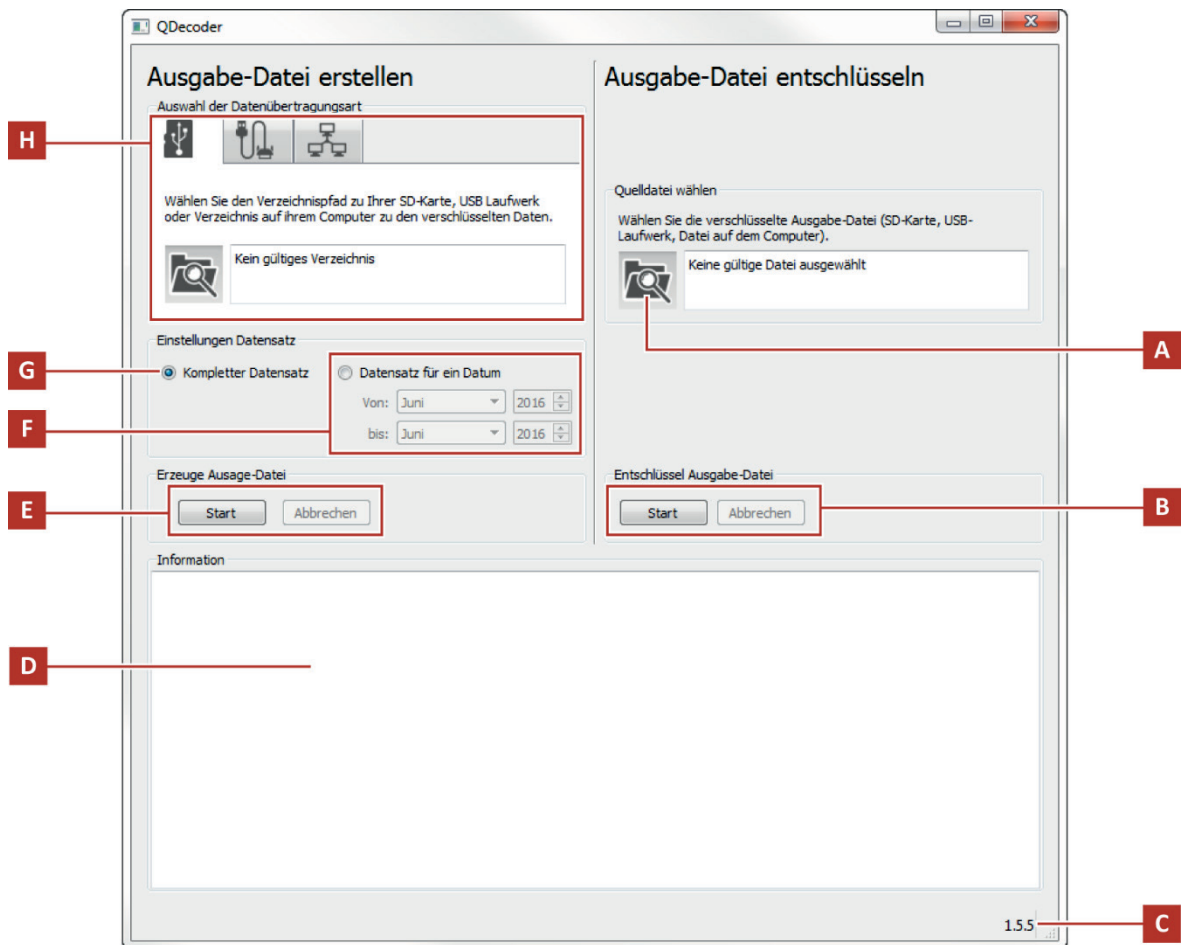 QDecoder
Ausgabe-Datei erstellen
Auswahl der Datenübertragungsart
H
Wählen Sie den Verzeichnispfad zu Ihrer SD-Karte, USB Laufwerk
oder Verzeichnis auf ihrem Computer zu den verschlüsselten Daten.
Kein gültiges Verzeichnis
Einstellungen Datensatz
G
Kompletter Datensatz
Datensatz für ein Datum
F
Von: Juni 2016
bis: Juni 2016
Erzeuge Ausage-Datei
E
Start Abbrechen
Ausgabe-Datei entschlüsseln
Quelldatei wählen
Wählen Sie die verschlüsselte Ausgabe-Datei (SD-Karte, USB-
Laufwerk, Datei auf dem Computer).
Keine gültige Datei ausgewählt
A
Entschlüssel Ausgabe-Datei
Start Abbrechen
B
Information
D
1.5.5
C